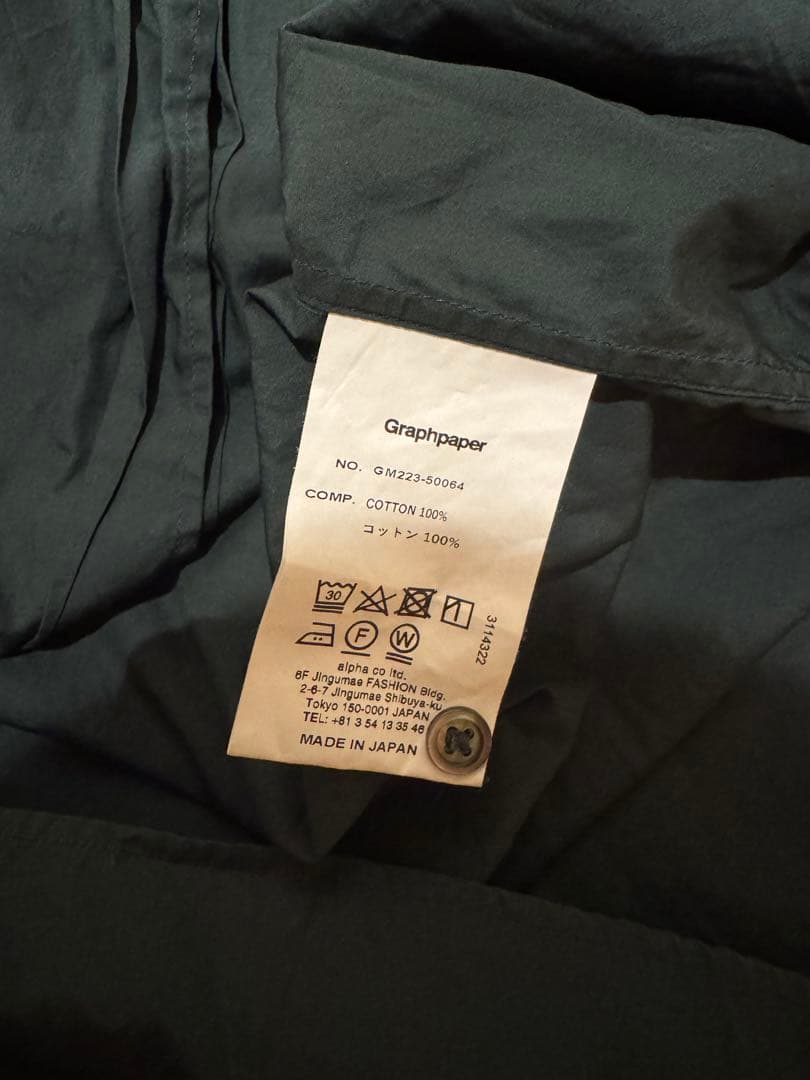 Graphpaper
NO. GM223-50064
COMP. COTTON 100%
コットン 100%
30
F W
3114322
alpha co ltd.
6F Jingumae FASHION Bldg.
2-6-7 Jingumae Shibuya-ku
Tokyo 150-0001 JAPAN
TEL: +81 3 54 13 35 46
MADE IN JAPAN